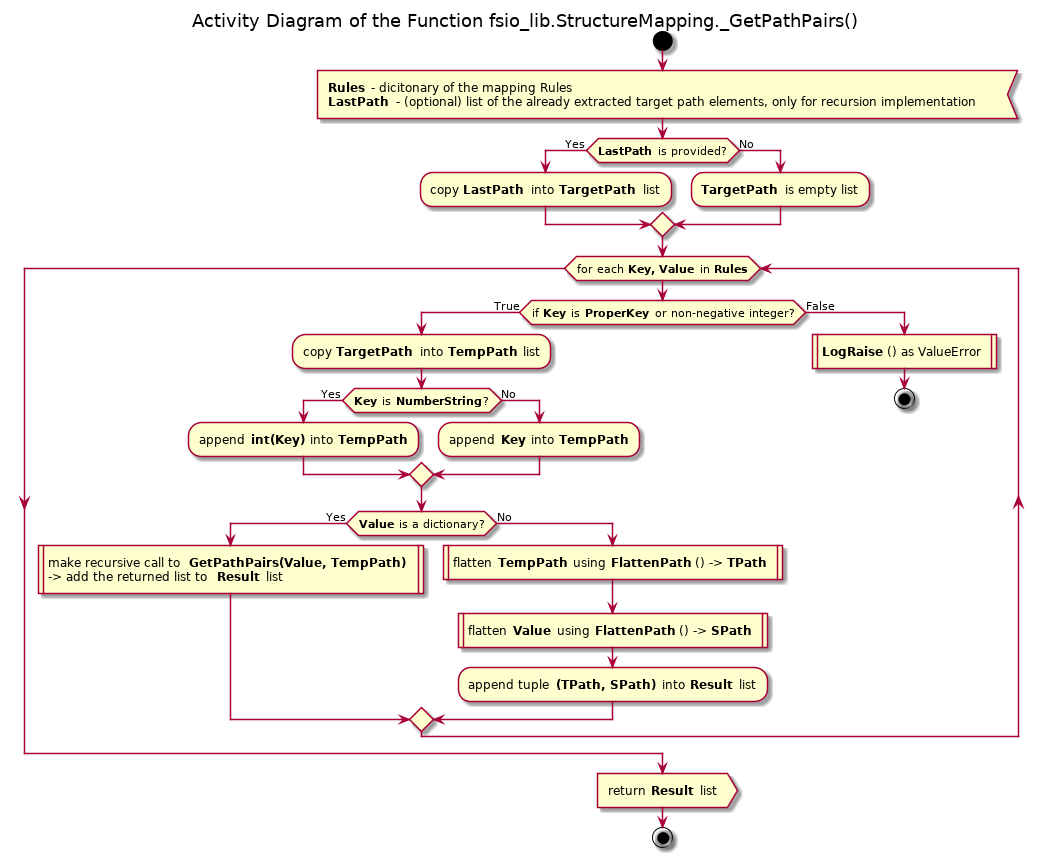 Activity Diagram of the Function fsio_lib.StructureMapping._GetPathPairs()
Rules - dicitonary of the mapping Rules
LastPath - (optional) list of the already extracted target path elements, only for recursion implementation
Yes
LastPath is provided?
No
copy LastPath into TargetPath list
TargetPath is empty list
for each Key, Value in Rules
True
if Key is ProperKey or non-negative integer?
False
copy TargetPath into TempPath list
LogRaise () as ValueError
Yes
Key is NumberString?
No
append int(Key) into TempPath
append Key into TempPath
Yes
Value is a dictionary?
No
make recursive call to GetPathPairs(Value, TempPath)
-> add the returned list to Result list
flatten TempPath using FlattenPath () -> TPath
flatten Value using FlattenPath () -> SPath
append tuple (TPath, SPath) into Result list
return Result list